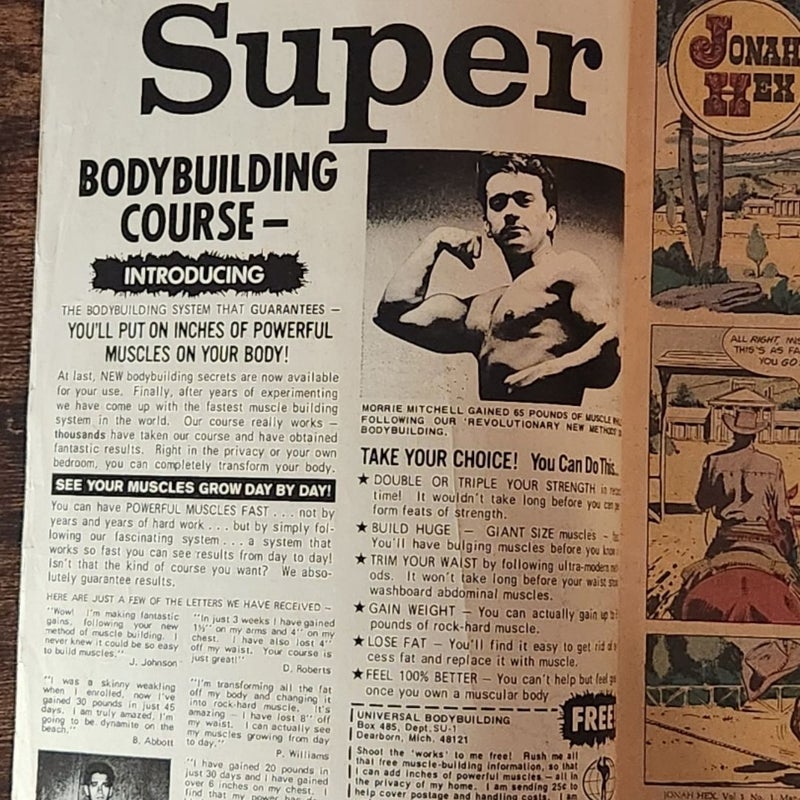 Super
BODYBUILDING
COURSE —
INTRODUCING
THE BODYBUILDING SYSTEM THAT GUARANTEES —
YOU'LL PUT ON INCHES OF POWERFUL
MUSCLES ON YOUR BODY!
At last, NEW bodybuilding secrets are now available
for your use. Finally, after years of experimenting
we have come up with the fastest muscle building
system in the world. Our course really works —
thousands have taken our course and have obtained
fantastic results. Right in the privacy or your own
bedroom, you can completely transform your body.
SEE YOUR MUSCLES GROW DAY BY DAY!
You can have POWERFUL MUSCLES FAST . . . not by
years and years of hard work . . . but by simply fol-
lowing our fascinating system . . . a system that
works so fast you can see results from day to day!
Isn't that the kind of course you want? We abso-
lutely guarantee results.
HERE ARE JUST A FEW OF THE LETTERS WE HAVE RECEIVED —
"Wow! I'm making fantastic
gains, following your new
method of muscle building. I
never knew it could be so easy
to build muscles."
J. Johnson
"I was a skinny weakling
when I enrolled, now I've
gained 30 pounds in just 45
days. I am truly amazed, I'm
going to be dynamite on the
beach."
B. Abbott
"In just 3 weeks I have gained
1½" on my arms and 4" on my
chest. I have also lost 4"
off my waist. Your course is
just great!"
D. Roberts
"I'm transforming all the fat
off my body and changing it
into rock-hard muscle. It's
amazing — I have lost 8" off
my waist. I can actually see
my muscles growing from day
to day."
P. Williams
"I have gained 20 pounds in
just 30 days and I have gained
over 6 inches on my chest. I
find that my power has
MORRIE MITCHELL GAINED 65 POUNDS OF MUSCLE
FOLLOWING OUR 'REVOLUTIONARY NEW METHOD'
BODYBUILDING.
TAKE YOUR CHOICE! You Can Do This...
★ DOUBLE OR TRIPLE YOUR STRENGTH in
time! It wouldn't take long before you can
form feats of strength.
★ BUILD HUGE — GIANT SIZE muscles —
You'll have bulging muscles before you
★ TRIM YOUR WAIST by following ultra-modern
ods. It won't take long before your waist
washboard abdominal muscles.
★ GAIN WEIGHT — You can actually gain up
pounds of rock-hard muscle.
★ LOSE FAT — You'll find it easy to get rid
cess fat and replace it with muscle.
★ FEEL 100% BETTER — You can't help but feel
once you own a muscular body
FREE
UNIVERSAL BODYBUILDING
Box 485, Dept. SU-1
Dearborn, Mich. 48121
Shoot the 'works' to me free! Rush me all
that free muscle-building information, so that
I can add inches of powerful muscles — all in
the privacy of my home. I am sending 25¢ to
help cover postage and handling costs. I am
JONAH
HEX
ALL RIGHT,
THIS'S AS
YOU GO
JONAH HEX, Vol. 1, No. 1,